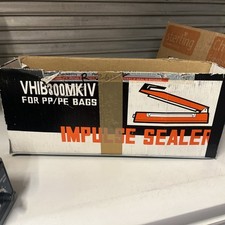 VHIB300MKIV
FOR PP/PE BAGS
IMPULSE SEALER